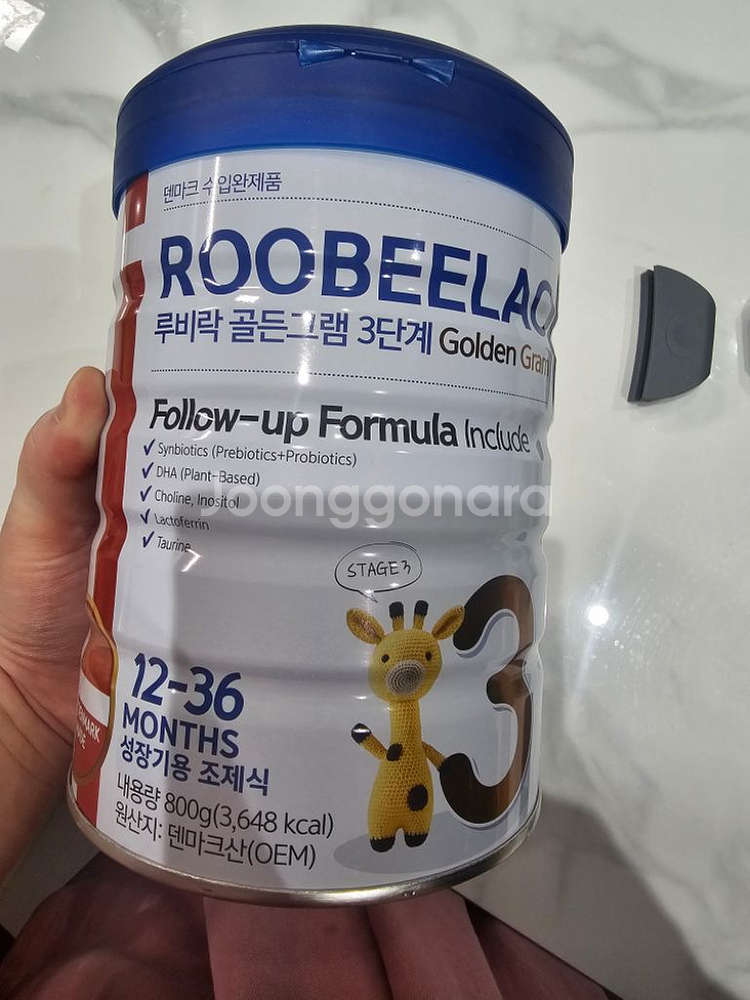 덴마크 수입완제품
ROOBEELAC
루비락 골든그램 3단계 Golden Gram
Follow-up Formula Include
✓ Synbiotics (Prebiotics+Probiotics)
✓ DHA (Plant-Based)
✓ Choline, Inositol
✓ Lactoferrin
✓ Taurine
Joonggonara
STAGE 3
3
12-36
MONTHS
성장기용 조제식
내용량 800g(3,648 kcal)
원산지: 덴마크산(OEM)